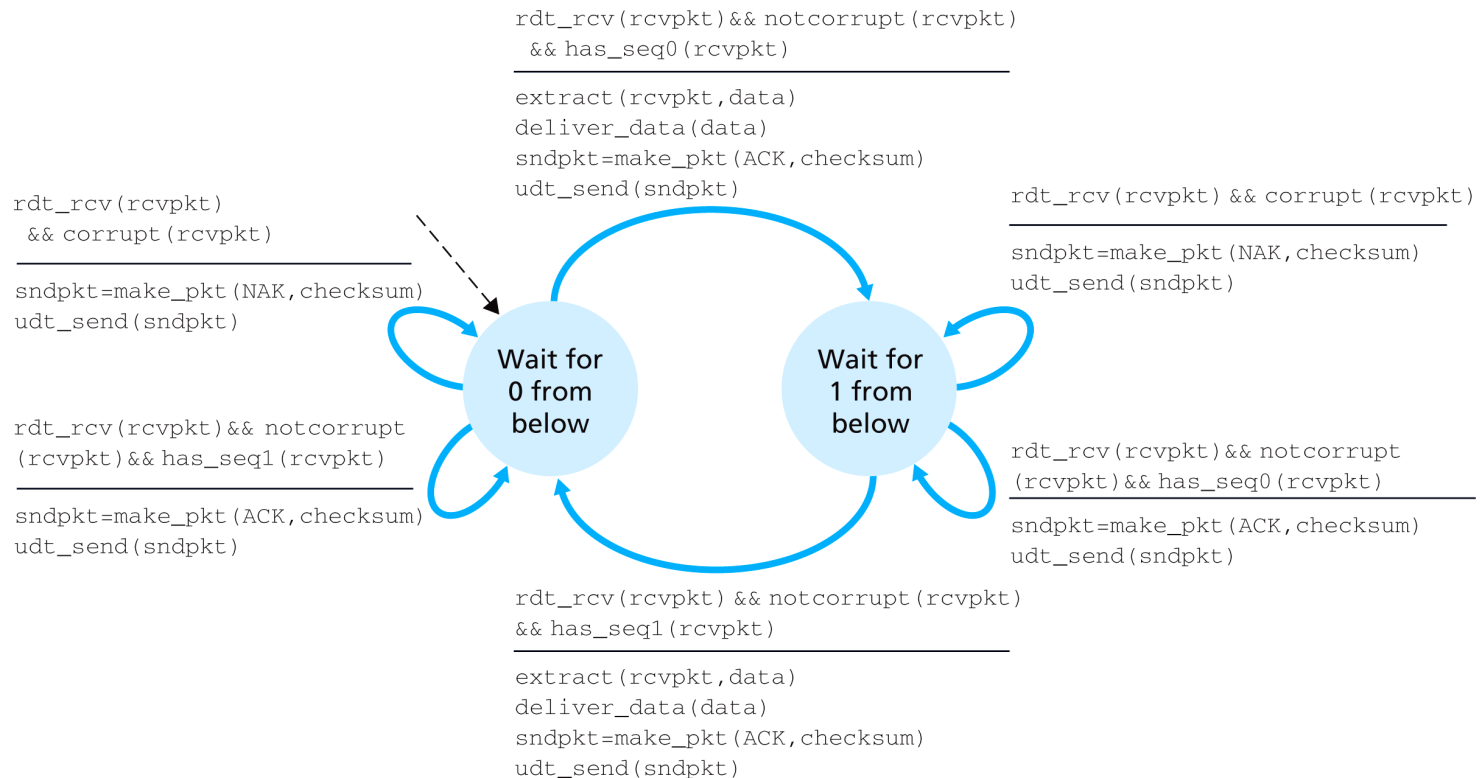 rdt_rcv(rcvpkt)&& notcorrupt(rcvpkt)
&& has_seq0(rcvpkt)
extract(rcvpkt,data)
deliver_data(data)
sndpkt=make_pkt(ACK,checksum)
udt_send(sndpkt)
rdt_rcv(rcvpkt)
&& corrupt(rcvpkt)
sndpkt=make_pkt(NAK,checksum)
udt_send(sndpkt)
rdt_rcv(rcvpkt) && corrupt(rcvpkt)
sndpkt=make_pkt(NAK,checksum)
udt_send(sndpkt)
Wait for
0 from
below
Wait for
1 from
below
rdt_rcv(rcvpkt)&& notcorrupt
(rcvpkt)&& has_seq1(rcvpkt)
sndpkt=make_pkt(ACK,checksum)
udt_send(sndpkt)
rdt_rcv(rcvpkt)&& notcorrupt
(rcvpkt)&& has_seq0(rcvpkt)
sndpkt=make_pkt(ACK,checksum)
udt_send(sndpkt)
rdt_rcv(rcvpkt) && notcorrupt(rcvpkt)
&& has_seq1(rcvpkt)
extract(rcvpkt,data)
deliver_data(data)
sndpkt=make_pkt(ACK,checksum)
udt_send(sndpkt)